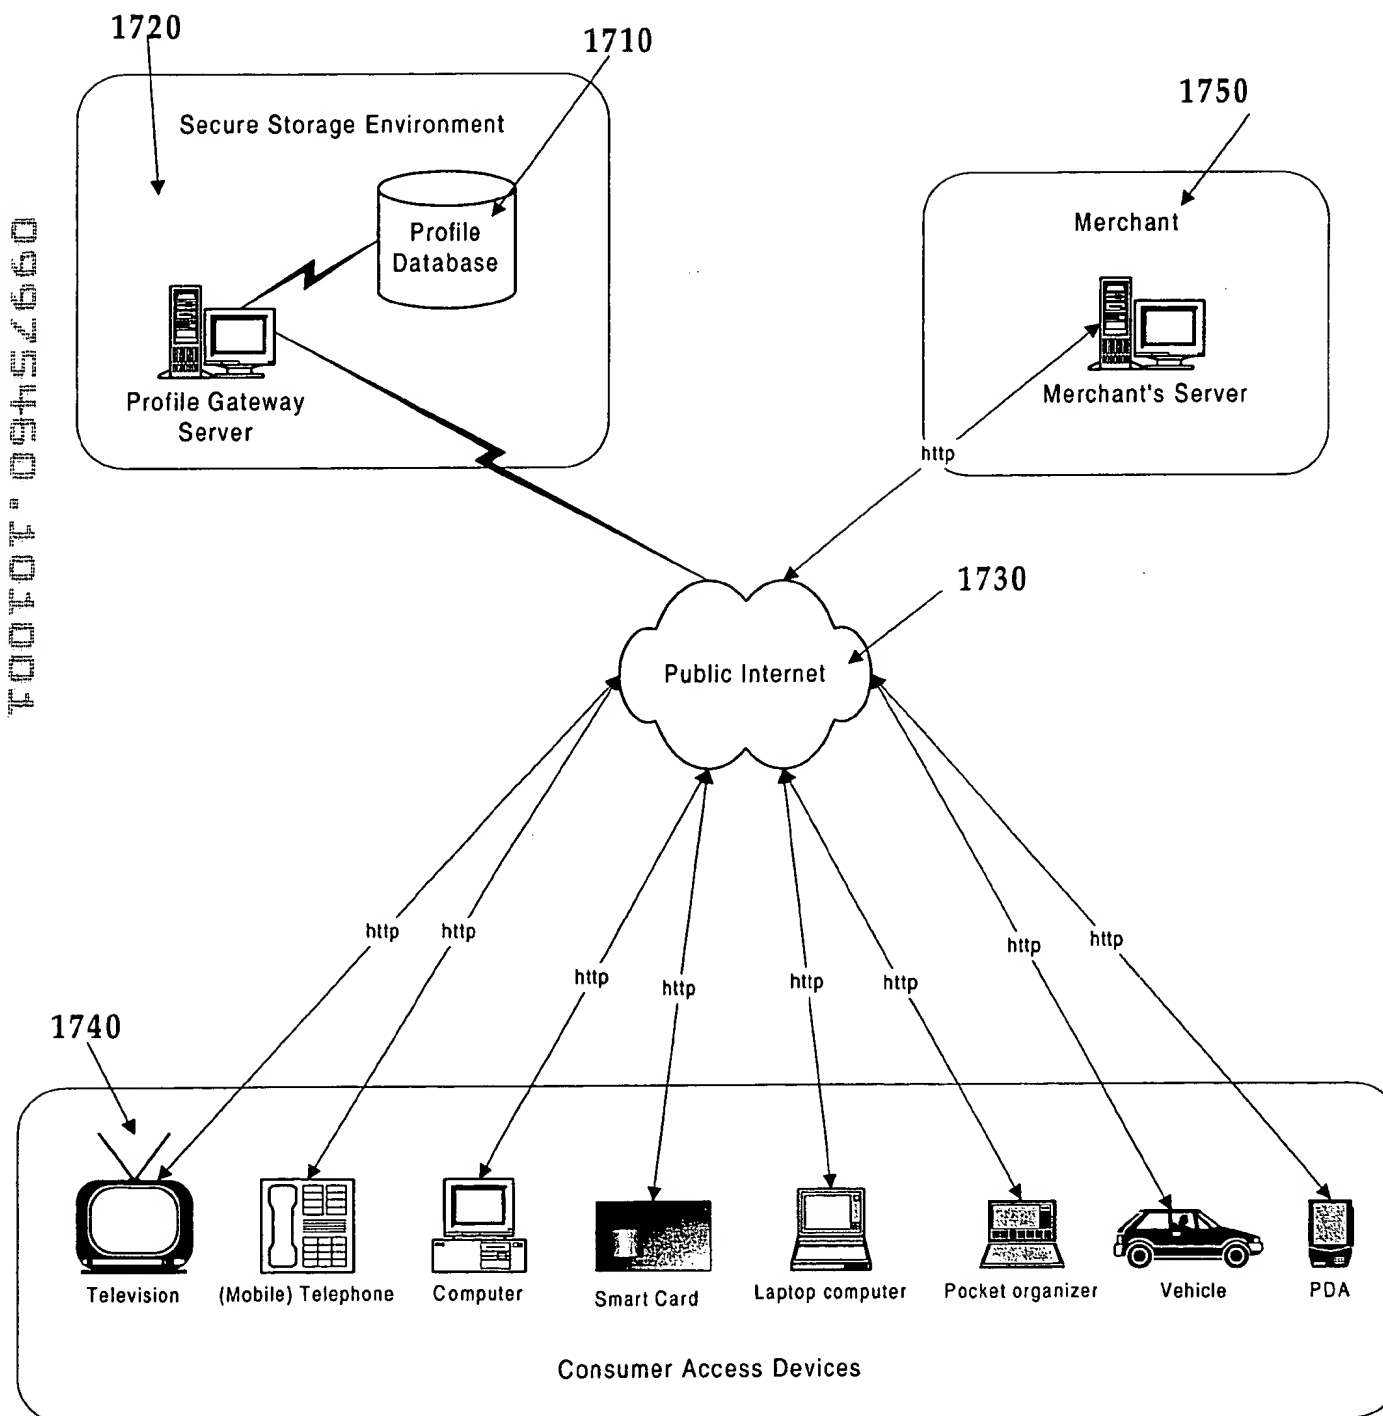 1720
1710
1750
Secure Storage Environment
Merchant
Profile
Database
Profile Gateway
Server
Merchant's Server
http
1730
Public Internet
http
http
http
http
http
http
http
http
1740
Television
(Mobile) Telephone
Computer
Smart Card
Laptop computer
Pocket organizer
Vehicle
PDA
Consumer Access Devices
09975460.101001